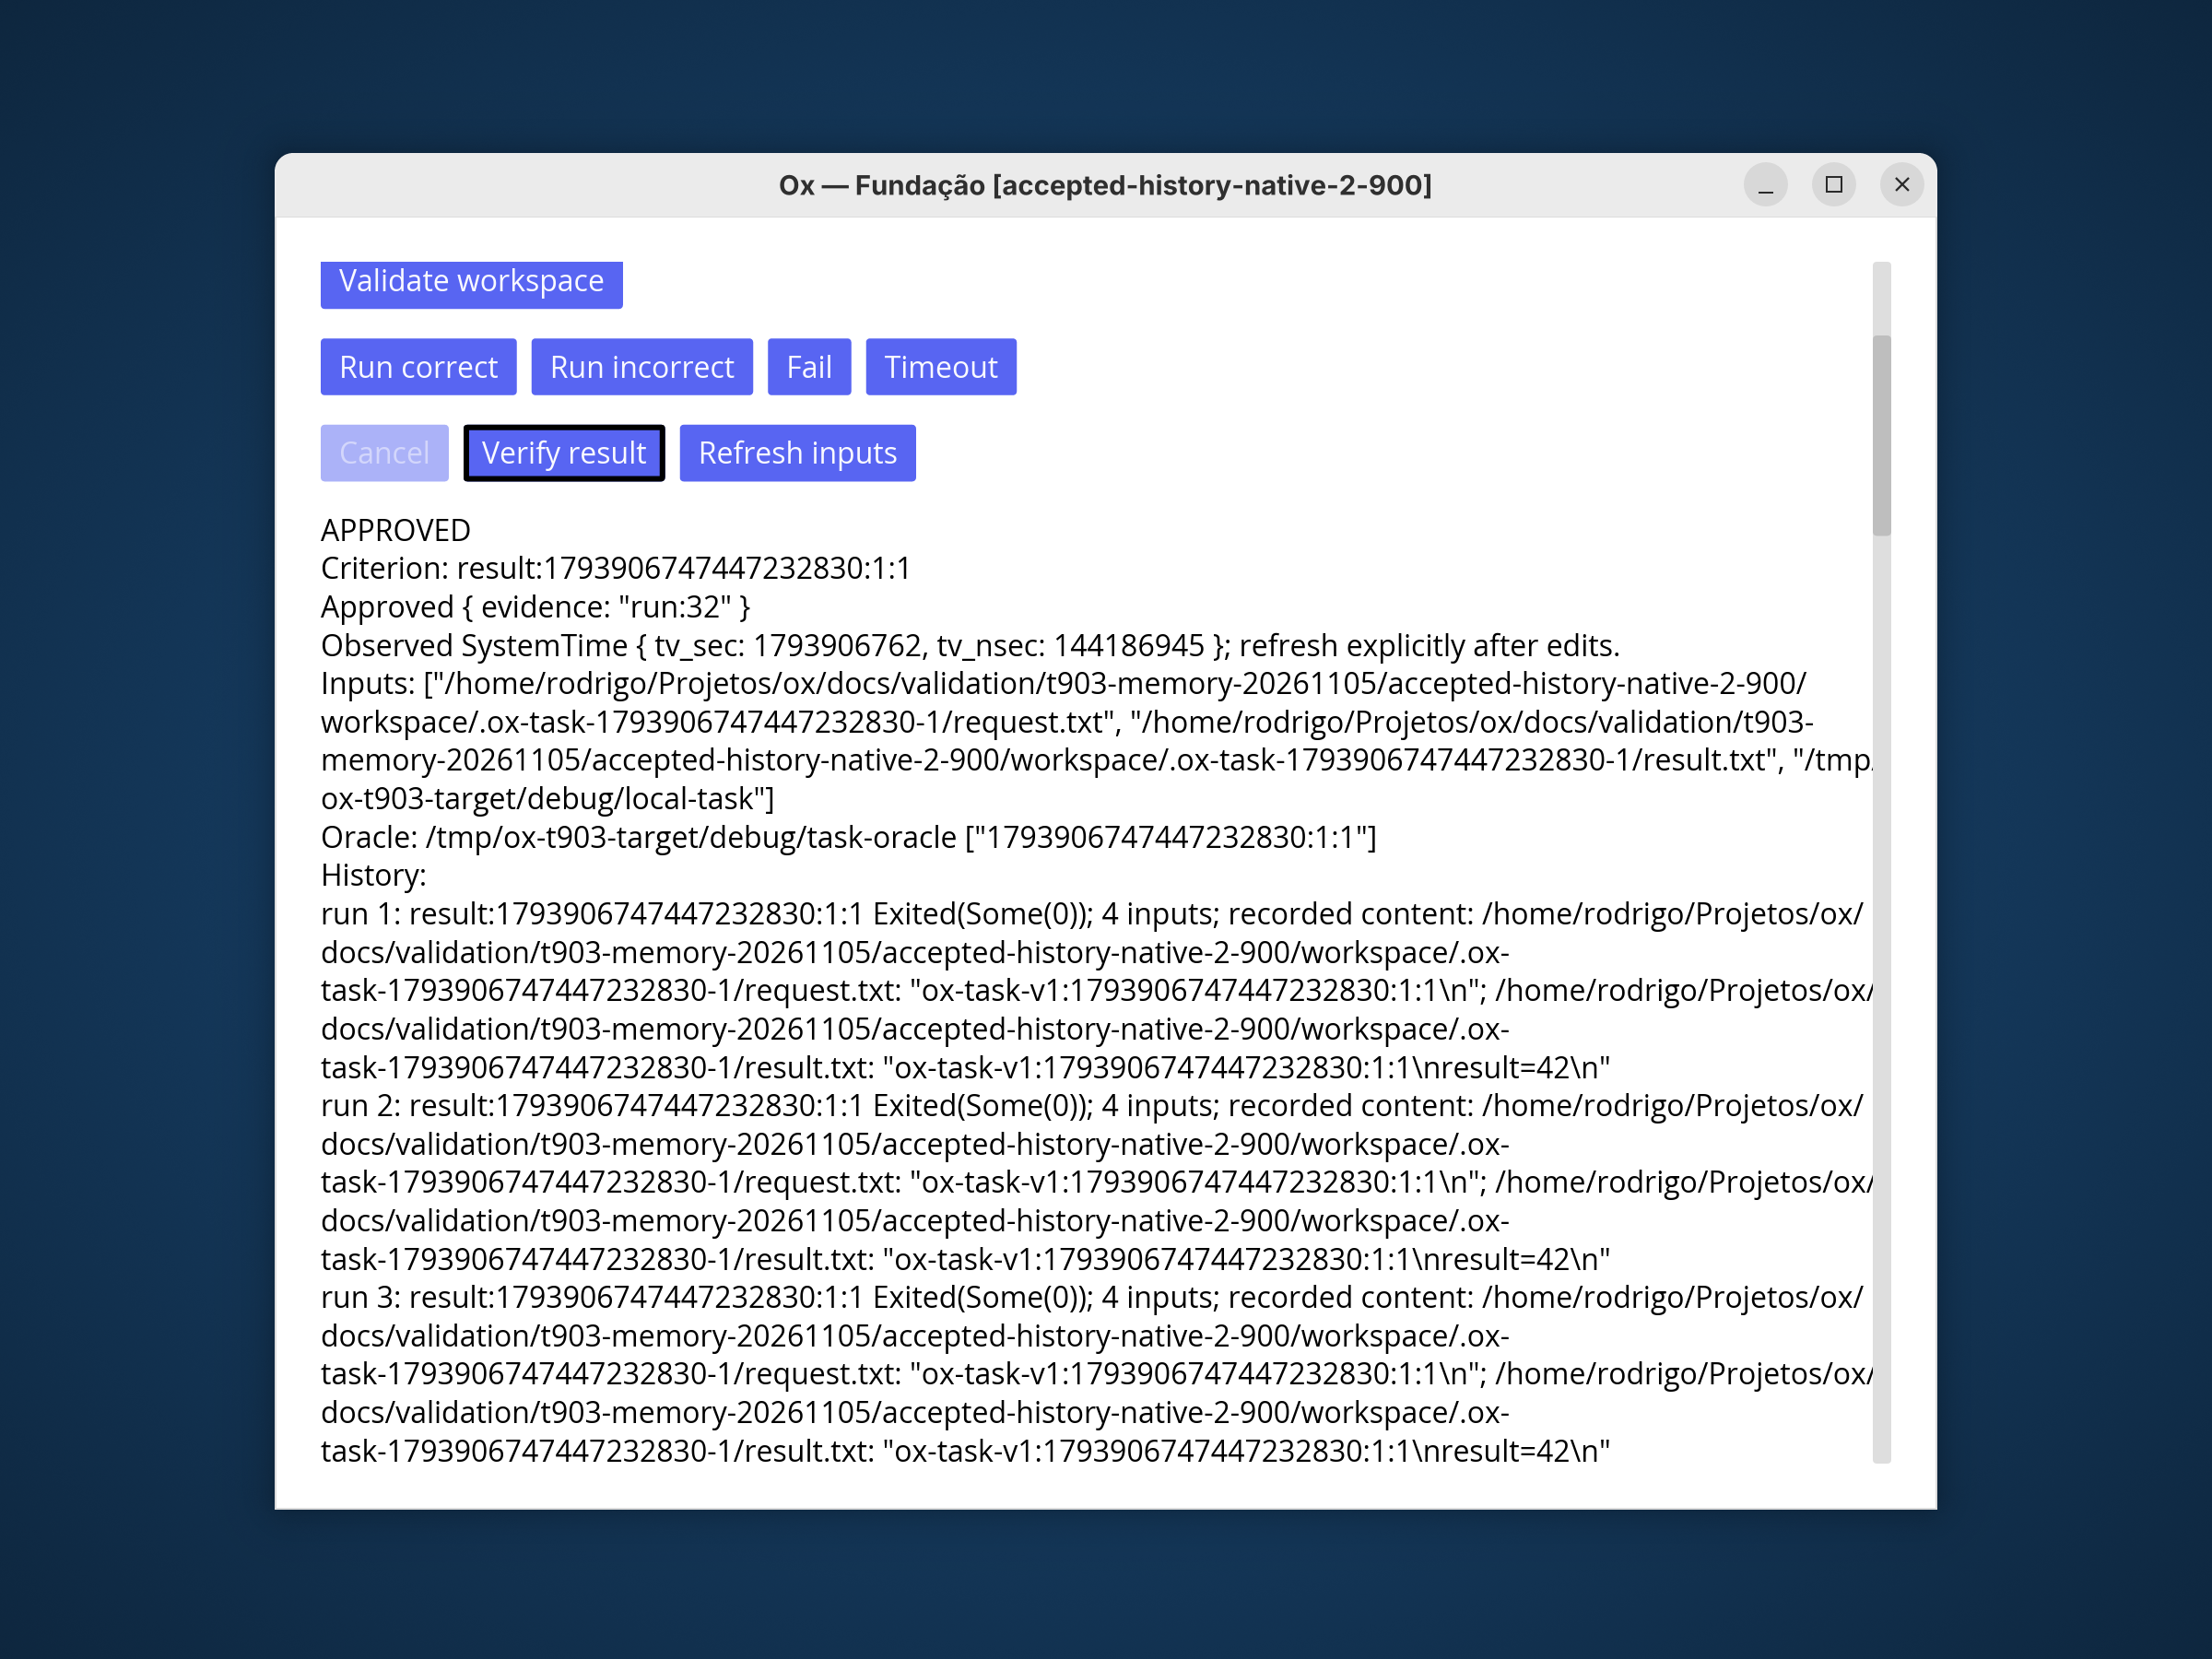 Ox — Fundação [accepted-history-native-2-900]
Validate workspace
Run correct Run incorrect Fail Timeout
Cancel Verify result Refresh inputs
APPROVED
Criterion: result:1793906747447232830:1:1
Approved { evidence: "run:32" }
Observed SystemTime { tv_sec: 1793906762, tv_nsec: 144186945 }; refresh explicitly after edits.
Inputs: ["/home/rodrigo/Projetos/ox/docs/validation/t903-memory-20261105/accepted-history-native-2-900/
workspace/.ox-task-1793906747447232830-1/request.txt", "/home/rodrigo/Projetos/ox/docs/validation/t903-
memory-20261105/accepted-history-native-2-900/workspace/.ox-task-1793906747447232830-1/result.txt", "/tmp/
ox-t903-target/debug/local-task"]
Oracle: /tmp/ox-t903-target/debug/task-oracle ["1793906747447232830:1:1"]
History:
run 1: result:1793906747447232830:1:1 Exited(Some(0)); 4 inputs; recorded content: /home/rodrigo/Projetos/ox/
docs/validation/t903-memory-20261105/accepted-history-native-2-900/workspace/.ox-
task-1793906747447232830-1/request.txt: "ox-task-v1:1793906747447232830:1:1\n"; /home/rodrigo/Projetos/ox/
docs/validation/t903-memory-20261105/accepted-history-native-2-900/workspace/.ox-
task-1793906747447232830-1/result.txt: "ox-task-v1:1793906747447232830:1:1\nresult=42\n"
run 2: result:1793906747447232830:1:1 Exited(Some(0)); 4 inputs; recorded content: /home/rodrigo/Projetos/ox/
docs/validation/t903-memory-20261105/accepted-history-native-2-900/workspace/.ox-
task-1793906747447232830-1/request.txt: "ox-task-v1:1793906747447232830:1:1\n"; /home/rodrigo/Projetos/ox/
docs/validation/t903-memory-20261105/accepted-history-native-2-900/workspace/.ox-
task-1793906747447232830-1/result.txt: "ox-task-v1:1793906747447232830:1:1\nresult=42\n"
run 3: result:1793906747447232830:1:1 Exited(Some(0)); 4 inputs; recorded content: /home/rodrigo/Projetos/ox/
docs/validation/t903-memory-20261105/accepted-history-native-2-900/workspace/.ox-
task-1793906747447232830-1/request.txt: "ox-task-v1:1793906747447232830:1:1\n"; /home/rodrigo/Projetos/ox/
docs/validation/t903-memory-20261105/accepted-history-native-2-900/workspace/.ox-
task-1793906747447232830-1/result.txt: "ox-task-v1:1793906747447232830:1:1\nresult=42\n"